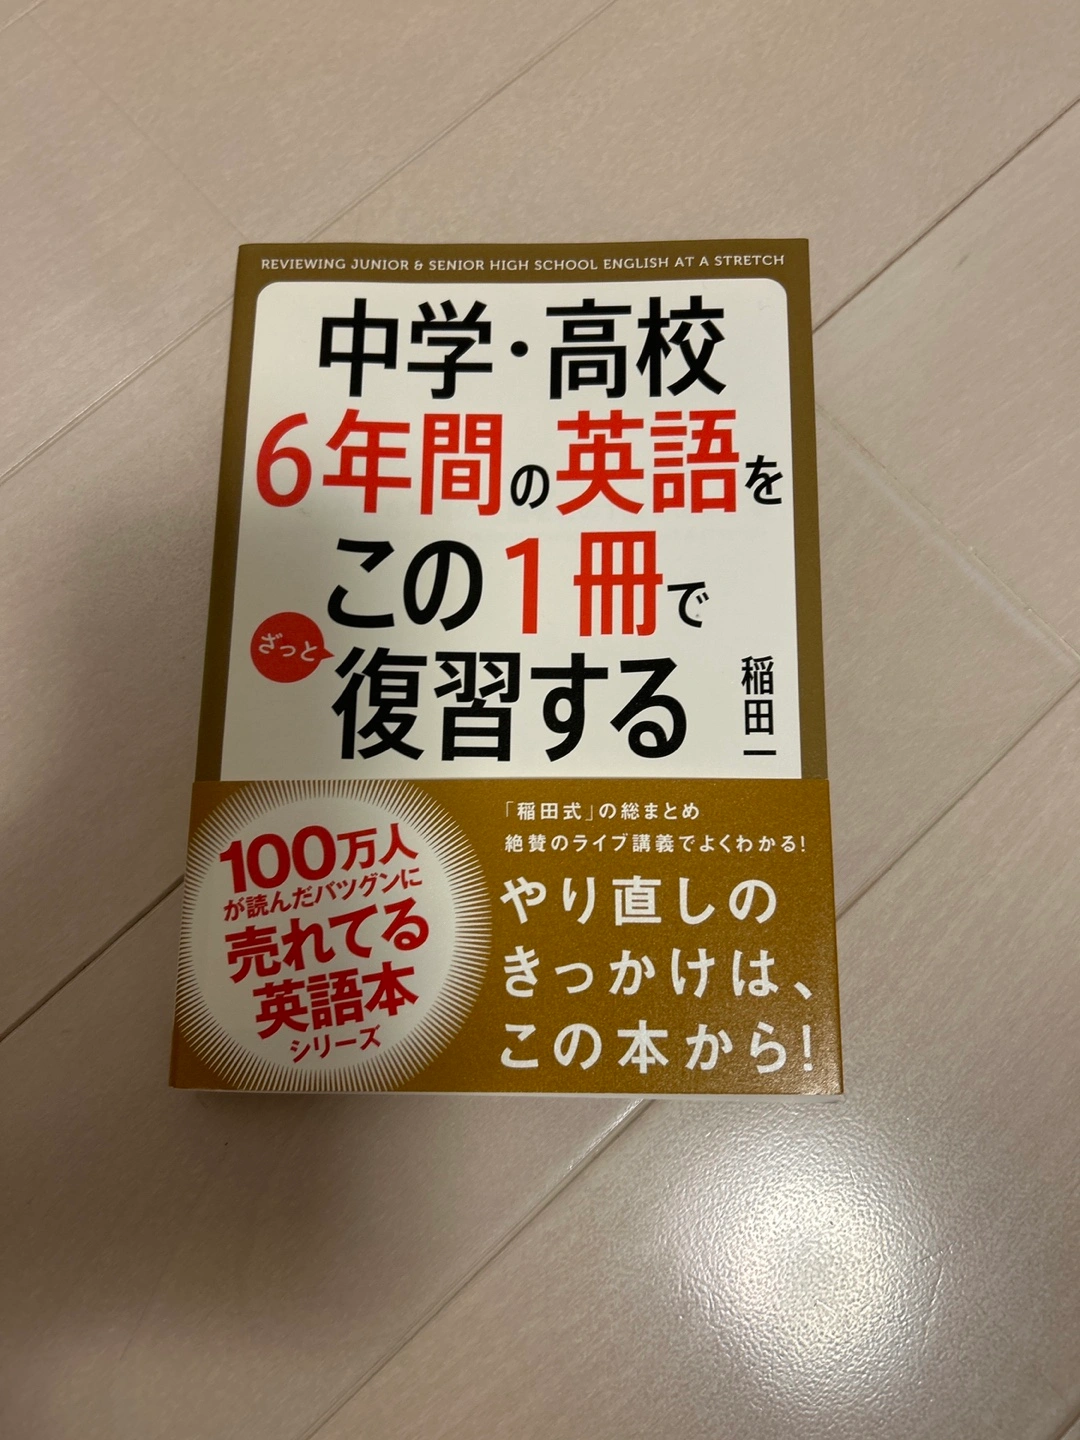 REVIEWING JUNIOR & SENIOR HIGH SCHOOL ENGLISH AT A STRETCH
中学・高校
6年間の英語を
この1冊で
ざっと
復習する
稲田一
100万人
が読んだバツグンに
売れてる
英語本
シリーズ
「稲田式」の総まとめ
絶賛のライブ講義でよくわかる!
やり直しの
きっかけは、
この本から!